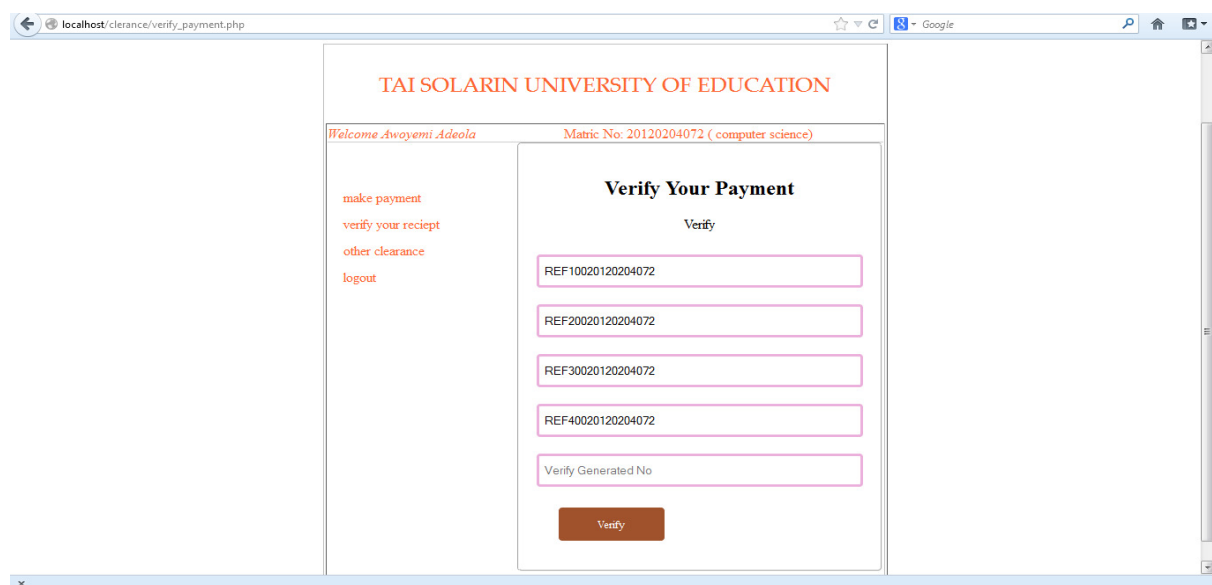 localhost/clerance/verify_payment.php
Google
TAI SOLARIN UNIVERSITY OF EDUCATION
Welcome Awoyemi Adeola Matric No: 20120204072 ( computer science)
make payment
verify your reciept
other clearance
logout
Verify Your Payment
Verify
REF10020120204072
REF20020120204072
REF30020120204072
REF40020120204072
Verify Generated No
Verify